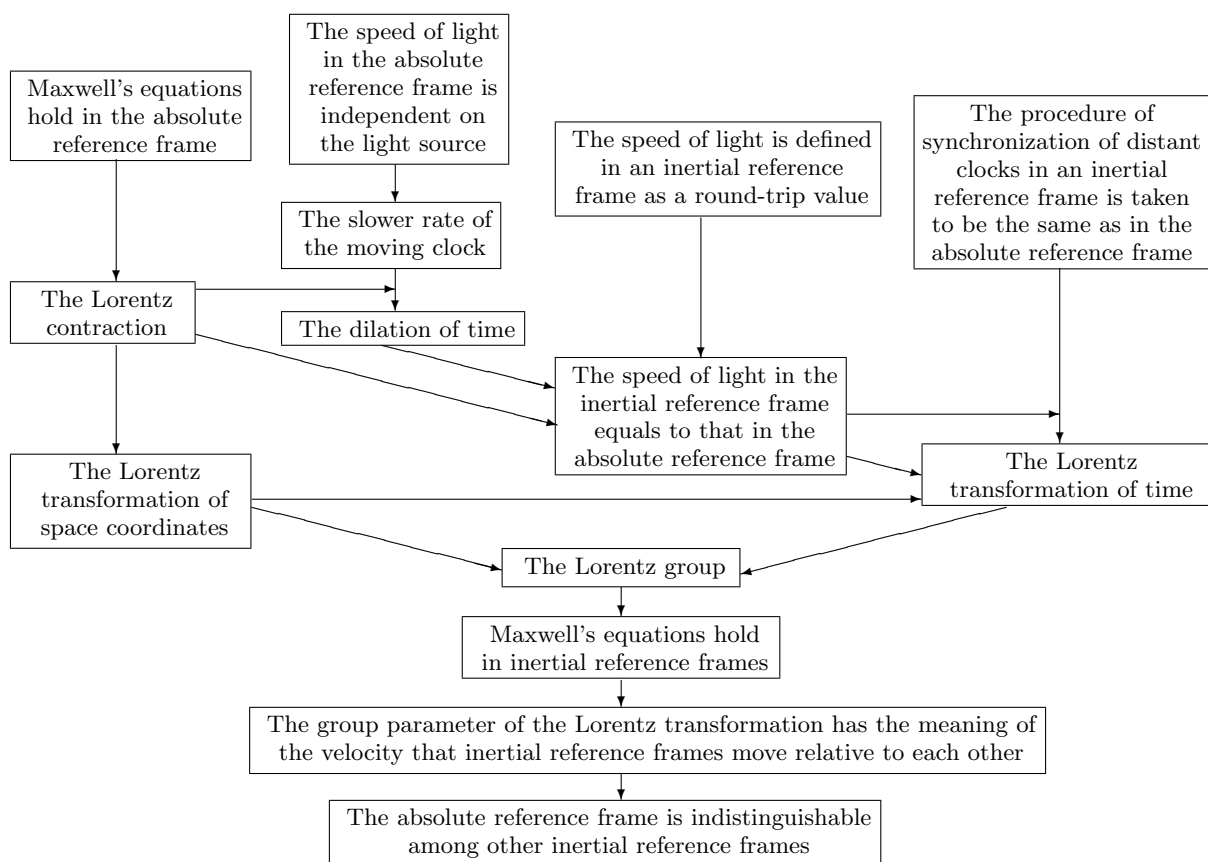 The speed of light
in the absolute
reference frame is
independent on
the light source
Maxwell's equations
hold in the absolute
reference frame
The procedure of
synchronization of distant
clocks in an inertial
reference frame is taken
to be the same as in the
absolute reference frame
The speed of light is defined
in an inertial reference
frame as a round-trip value
The slower rate of
the moving clock
The Lorentz
contraction
The dilation of time
The speed of light in the
inertial reference frame
equals to that in the
absolute reference frame
The Lorentz
transformation of
space coordinates
The Lorentz
transformation of time
The Lorentz group
Maxwell's equations hold
in inertial reference frames
The group parameter of the Lorentz transformation has the meaning of
the velocity that inertial reference frames move relative to each other
The absolute reference frame is indistinguishable
among other inertial reference frames